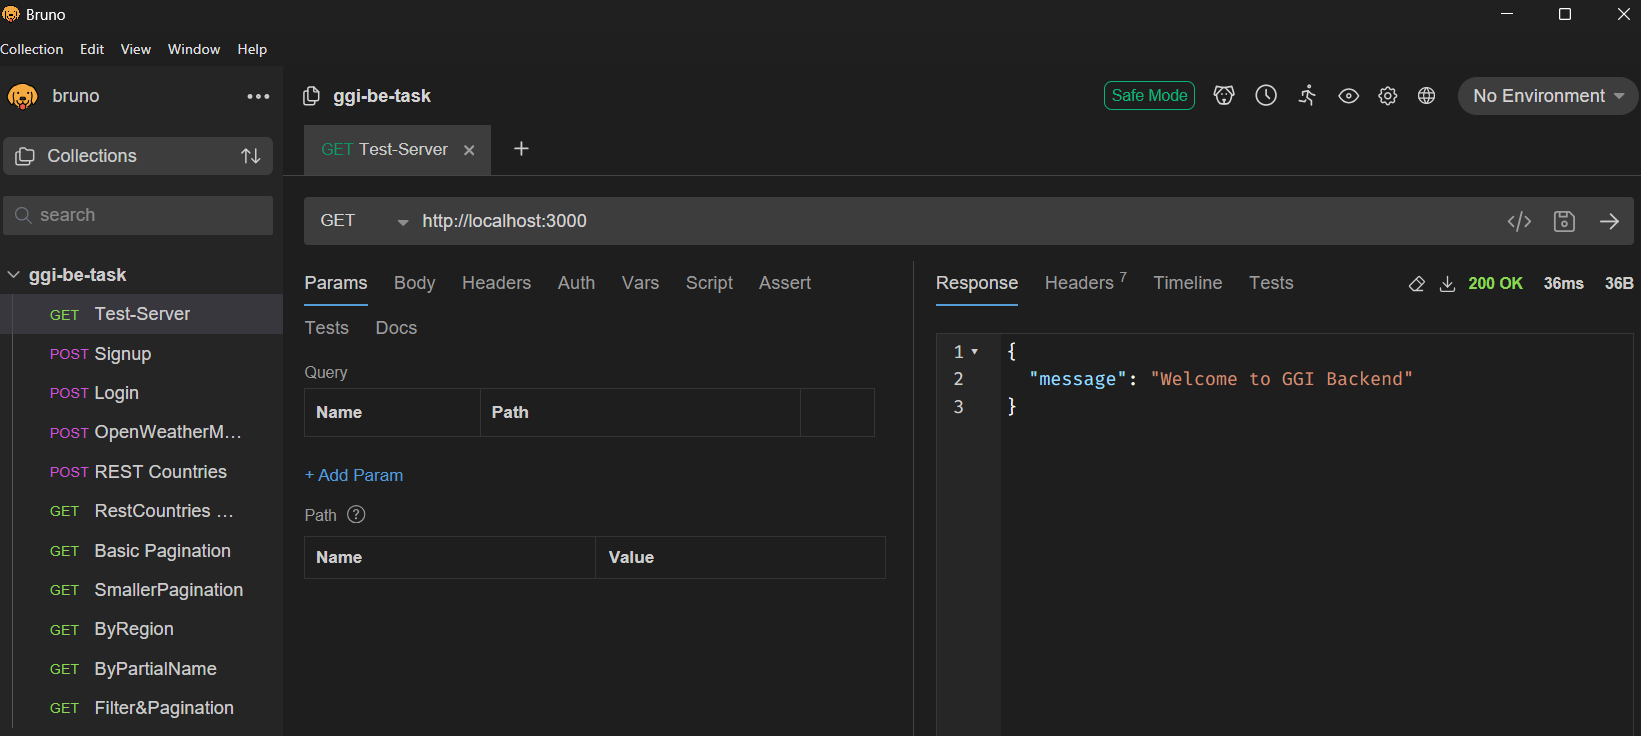 Bruno
Collection Edit View Window Help
bruno
Collections
search
ggi-be-task
GET Test-Server
POST Signup
POST Login
POST OpenWeatherM...
POST REST Countries
GET RestCountries ...
GET Basic Pagination
GET SmallerPagination
GET ByRegion
GET ByPartialName
GET Filter&Pagination
ggi-be-task
Safe Mode
No Environment
GET Test-Server
GET http://localhost:3000
Params Body Headers Auth Vars Script Assert
Tests Docs
Query
Name Path
+ Add Param
Path ?
Name Value
Response Headers 7 Timeline Tests
200 OK 36ms 36B
1 {
2 "message": "Welcome to GGI Backend"
3 }